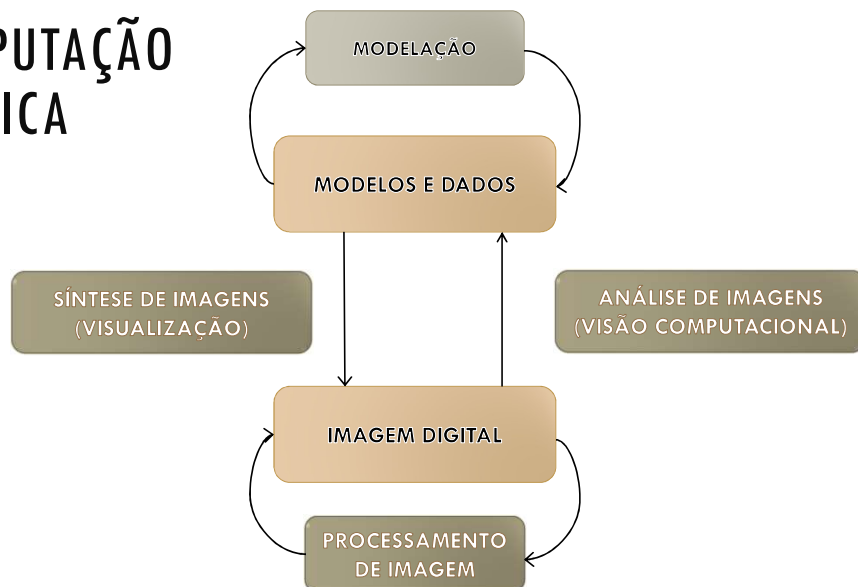 PUTAÇÃO
ICA
MODELAÇÃO
MODELOS E DADOS
SÍNTESE DE IMAGENS
(VISUALIZAÇÃO)
ANÁLISE DE IMAGENS
(VISÃO COMPUTACIONAL)
IMAGEM DIGITAL
PROCESSAMENTO
DE IMAGEM